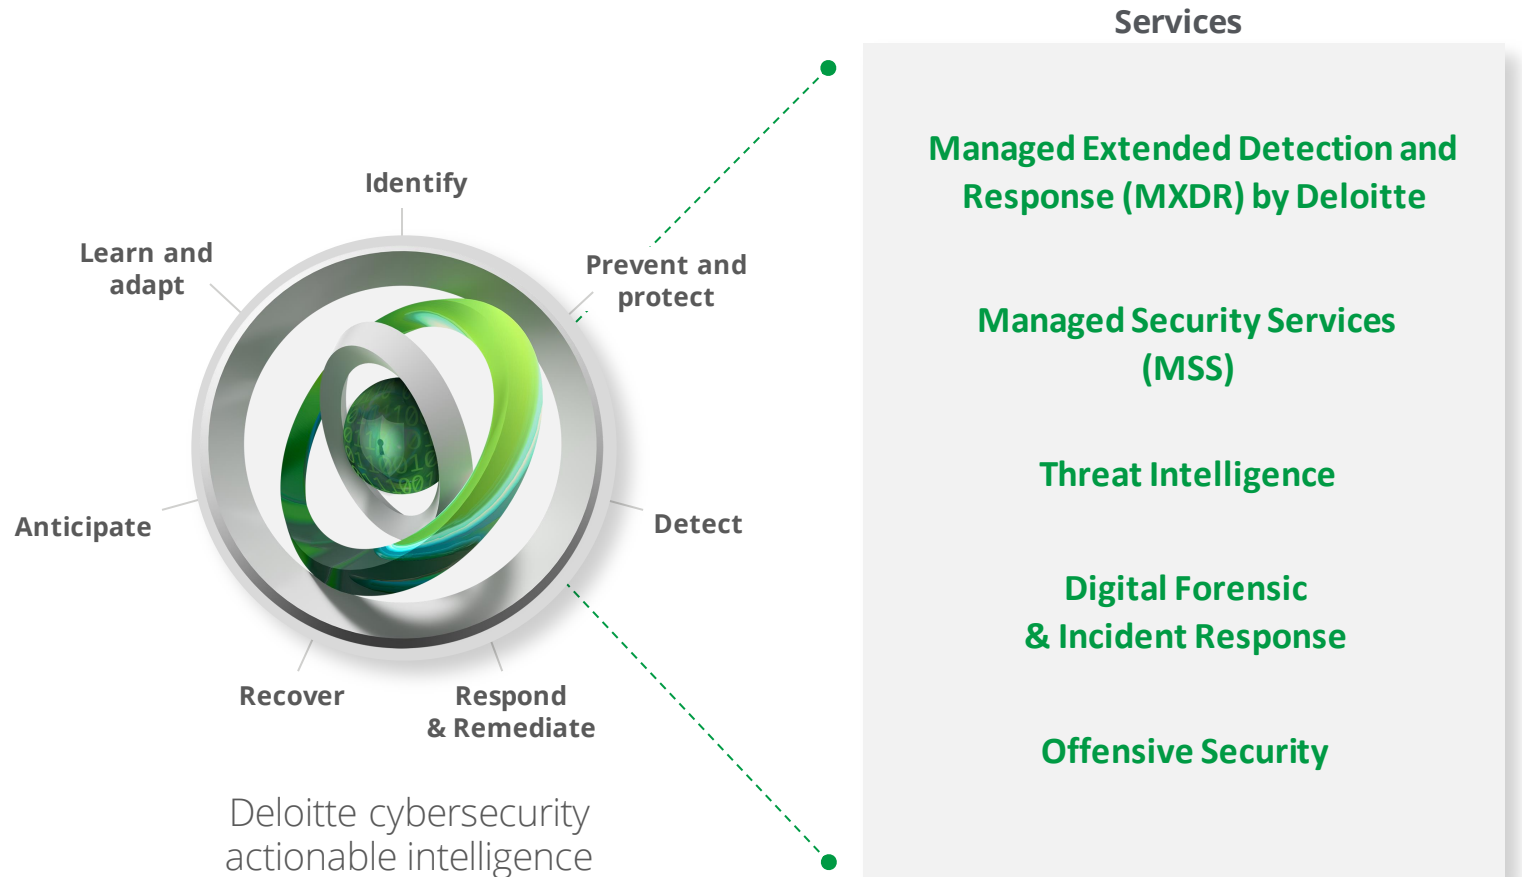 Services
Managed Extended Detection and
Response (MXDR) by Deloitte
Managed Security Services
(MSS)
Threat Intelligence
Digital Forensic
& Incident Response
Offensive Security
Identify
Prevent and
protect
Detect
Respond
& Remediate
Recover
Anticipate
Learn and
adapt
Deloitte cybersecurity
actionable intelligence